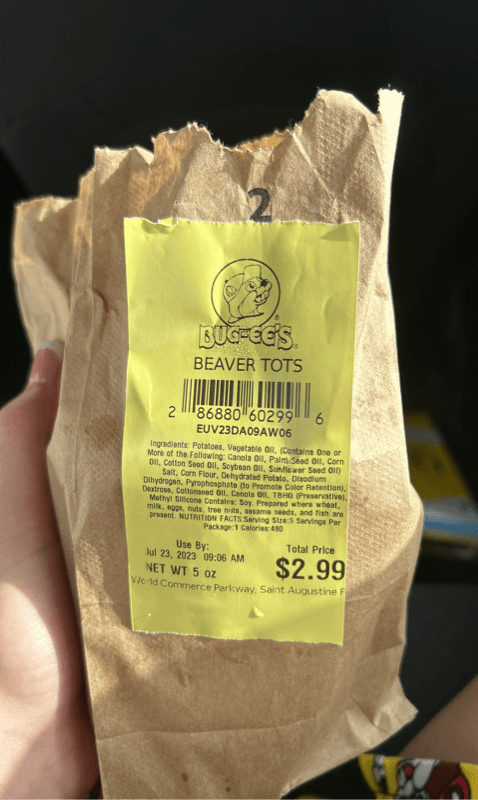 2
BUC-EE'S
BEAVER TOTS
2 86880 60299 6
EUV23DA09AW06
Ingredients: Potatoes, Vegetable Oil, (Contains One or
More of the Following: Canola Oil, Palm Seed Oil, Corn
Oil, Cotton Seed Oil, Soybean Oil, Sunflower Seed Oil)
Salt, Corn Flour, Dehydrated Potato, Disodium
Dihydrogen, Pyrophosphate (to Promote Color Retention),
Dextrose, Cottonseed Oil, Canola Oil, TBHQ (Preservative),
Methyl Silicone Contains: Soy. Prepared where wheat,
milk, eggs, nuts, tree nuts, sesame seeds, and fish are
present. NUTRITION FACTS:Serving Size:5 Servings Per
Package:1 Calories:480
Use By:
Jul 23, 2023 09:06 AM
NET WT 5 oz
Total Price
$2.99
World Commerce Parkway, Saint Augustine F